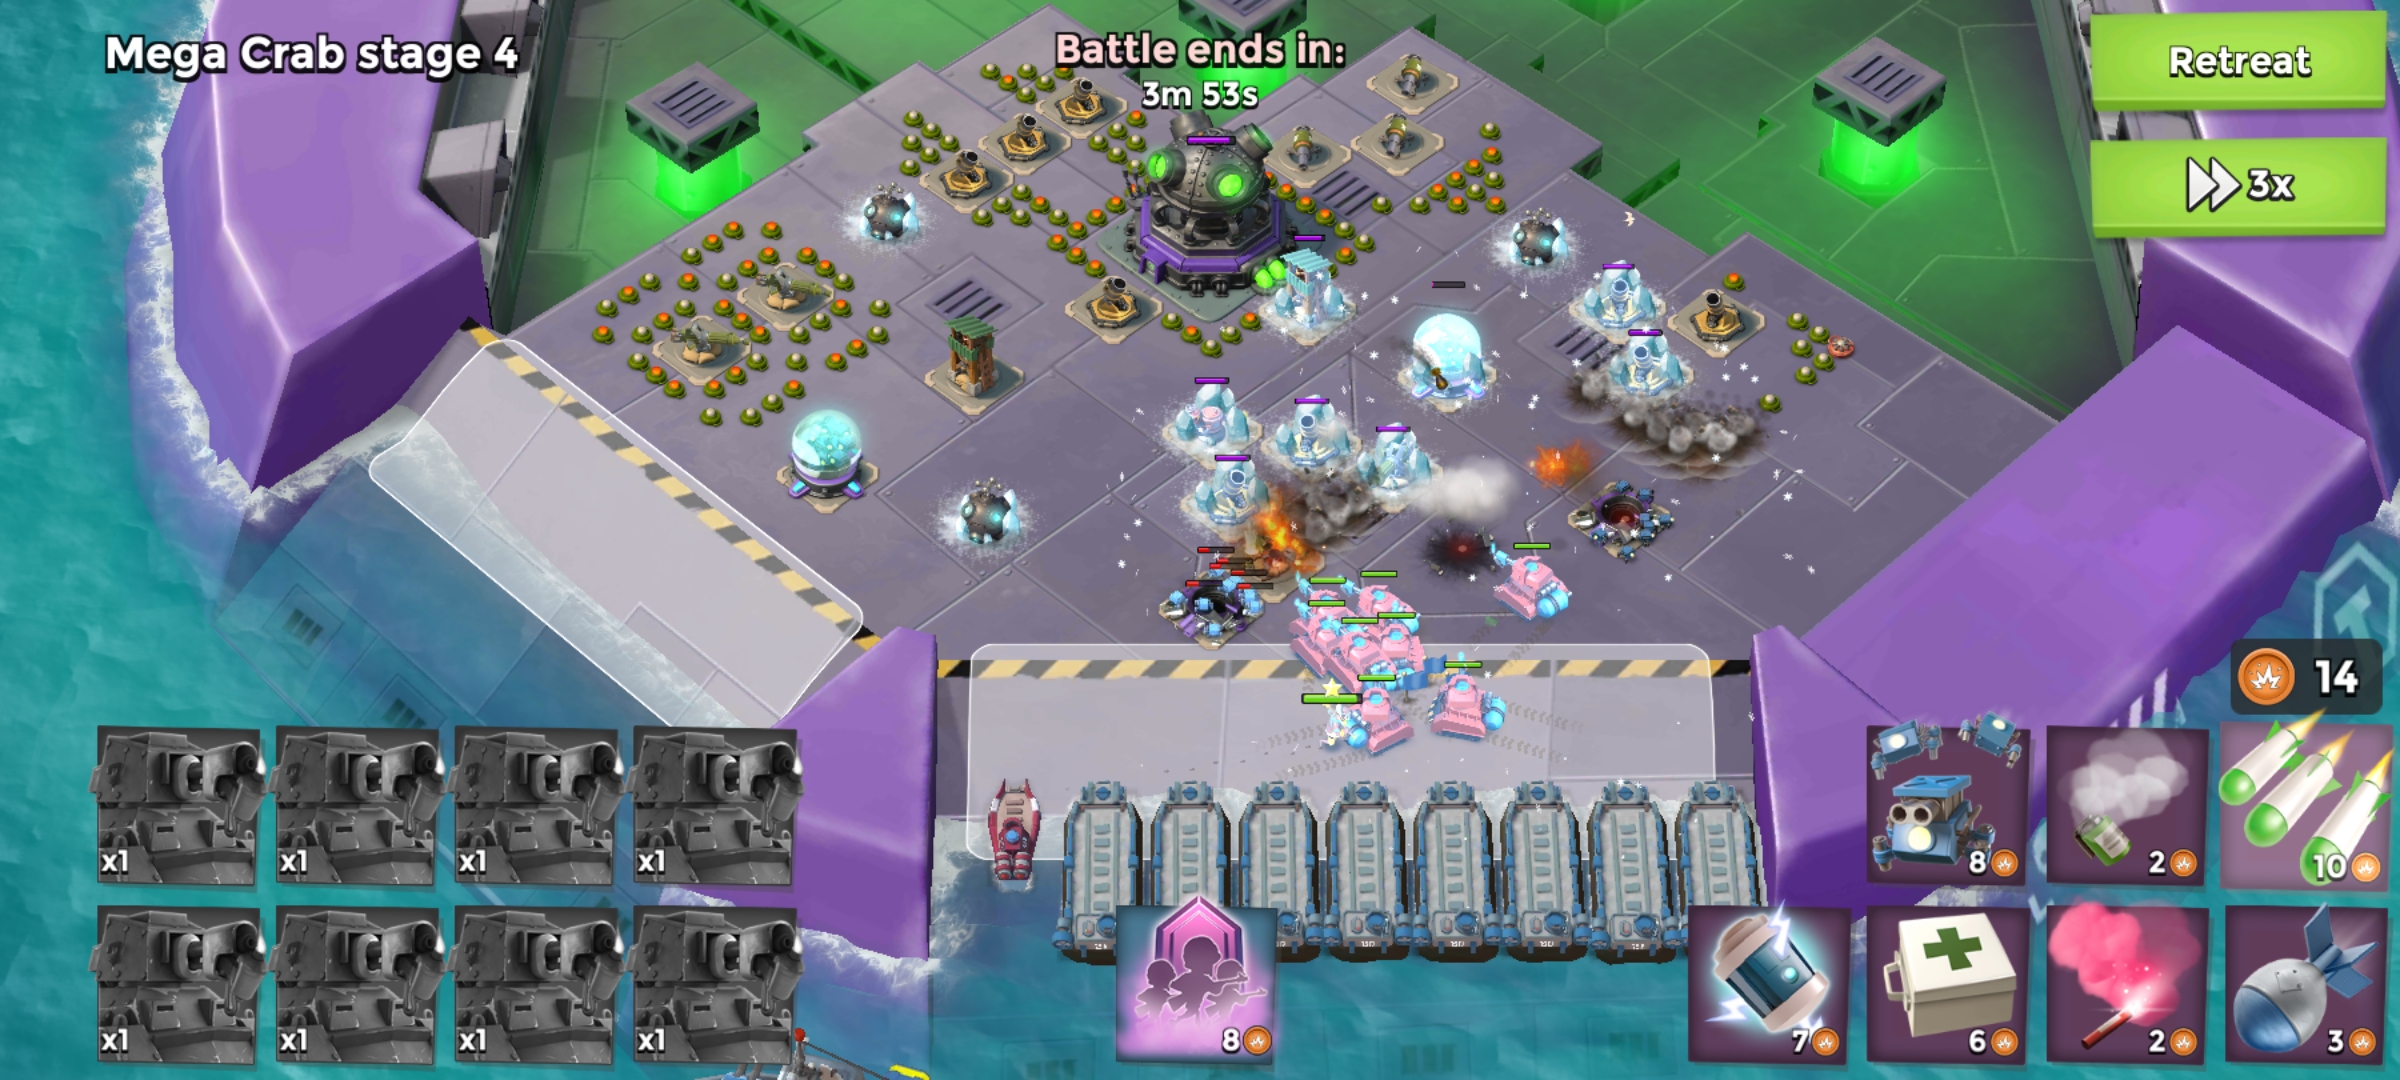 Mega Crab stage 4
Battle ends in:
3m 53s
Retreat
3x
14
x1
x1
x1
x1
8
2
10
x1
x1
x1
x1
8
7
6
2
3